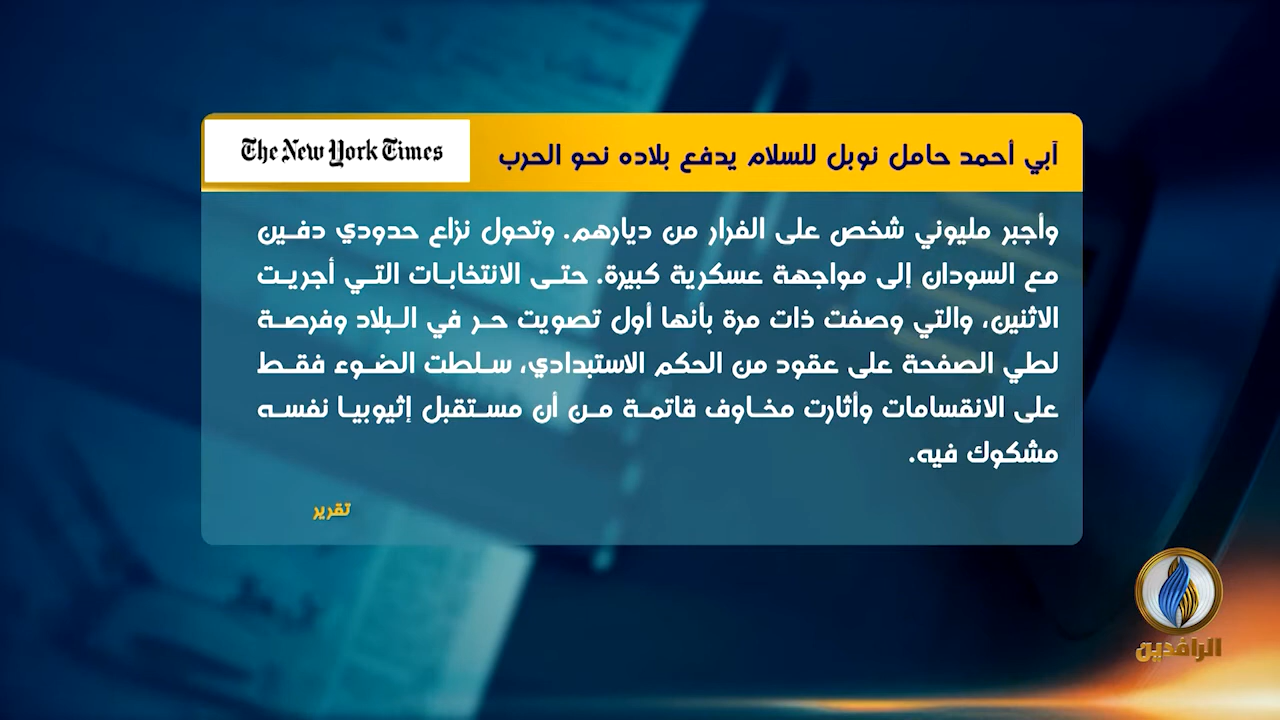 آبي أحمد حامل نوبل للسلام يدفع بلاده نحو الحرب
The New York Times
وأجبر مليوني شخص على الفرار من ديارهم. وتحول نزاع حدودي دفين
مع السودان إلى مواجهة عسكرية كبيرة. حتى الانتخابات التي أجريت
الاثنين، والتي وصفت ذات مرة بأنها أول تصويت حر في البلاد وفرصة
لطي الصفحة على عقود من الحكم الاستبدادي، سلطت الضوء فقط
على الانقسامات وأثارت مخاوف قاتمة من أن مستقبل إثيوبيا نفسه
مشكوك فيه.
تقرير
الرافدين